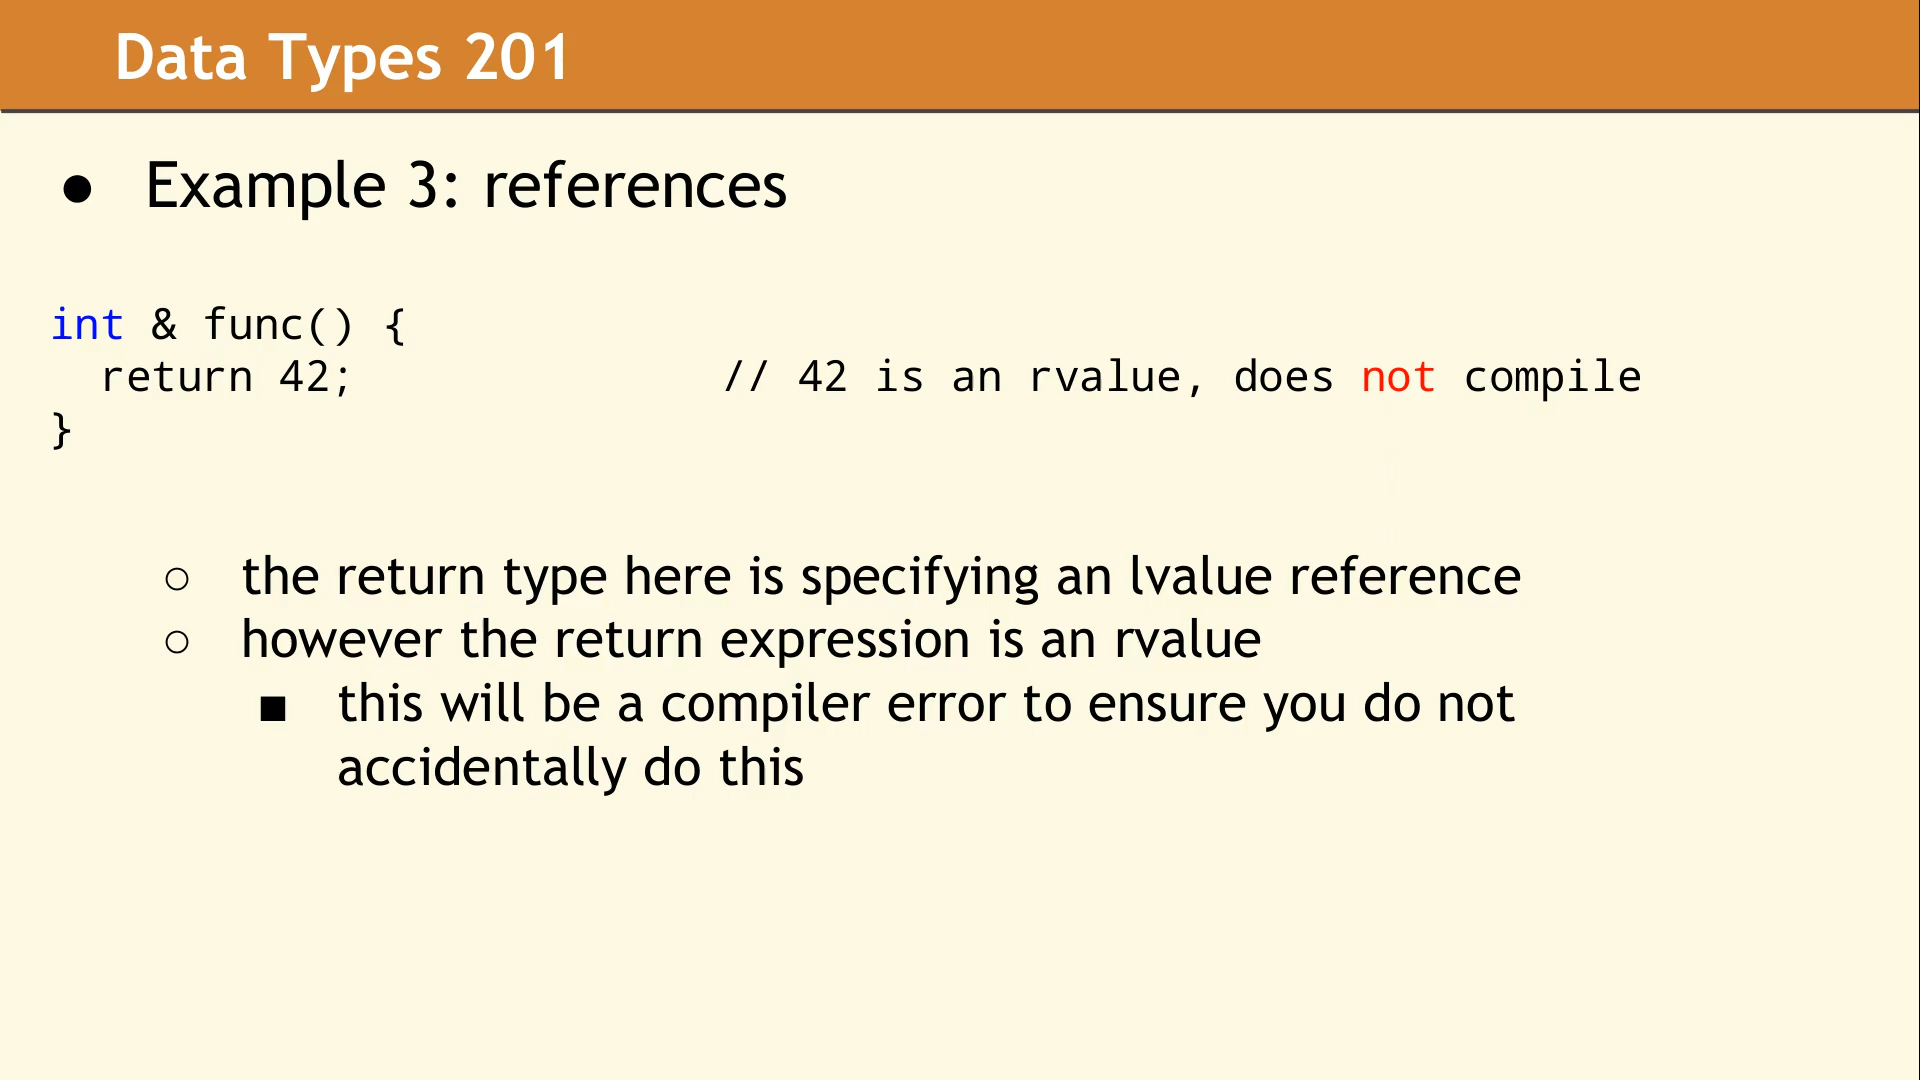 Data Types 201
● Example 3: references
int & func() {
  return 42; // 42 is an rvalue, does not compile
}
○ the return type here is specifying an lvalue reference
○ however the return expression is an rvalue
■ this will be a compiler error to ensure you do not
accidentally do this